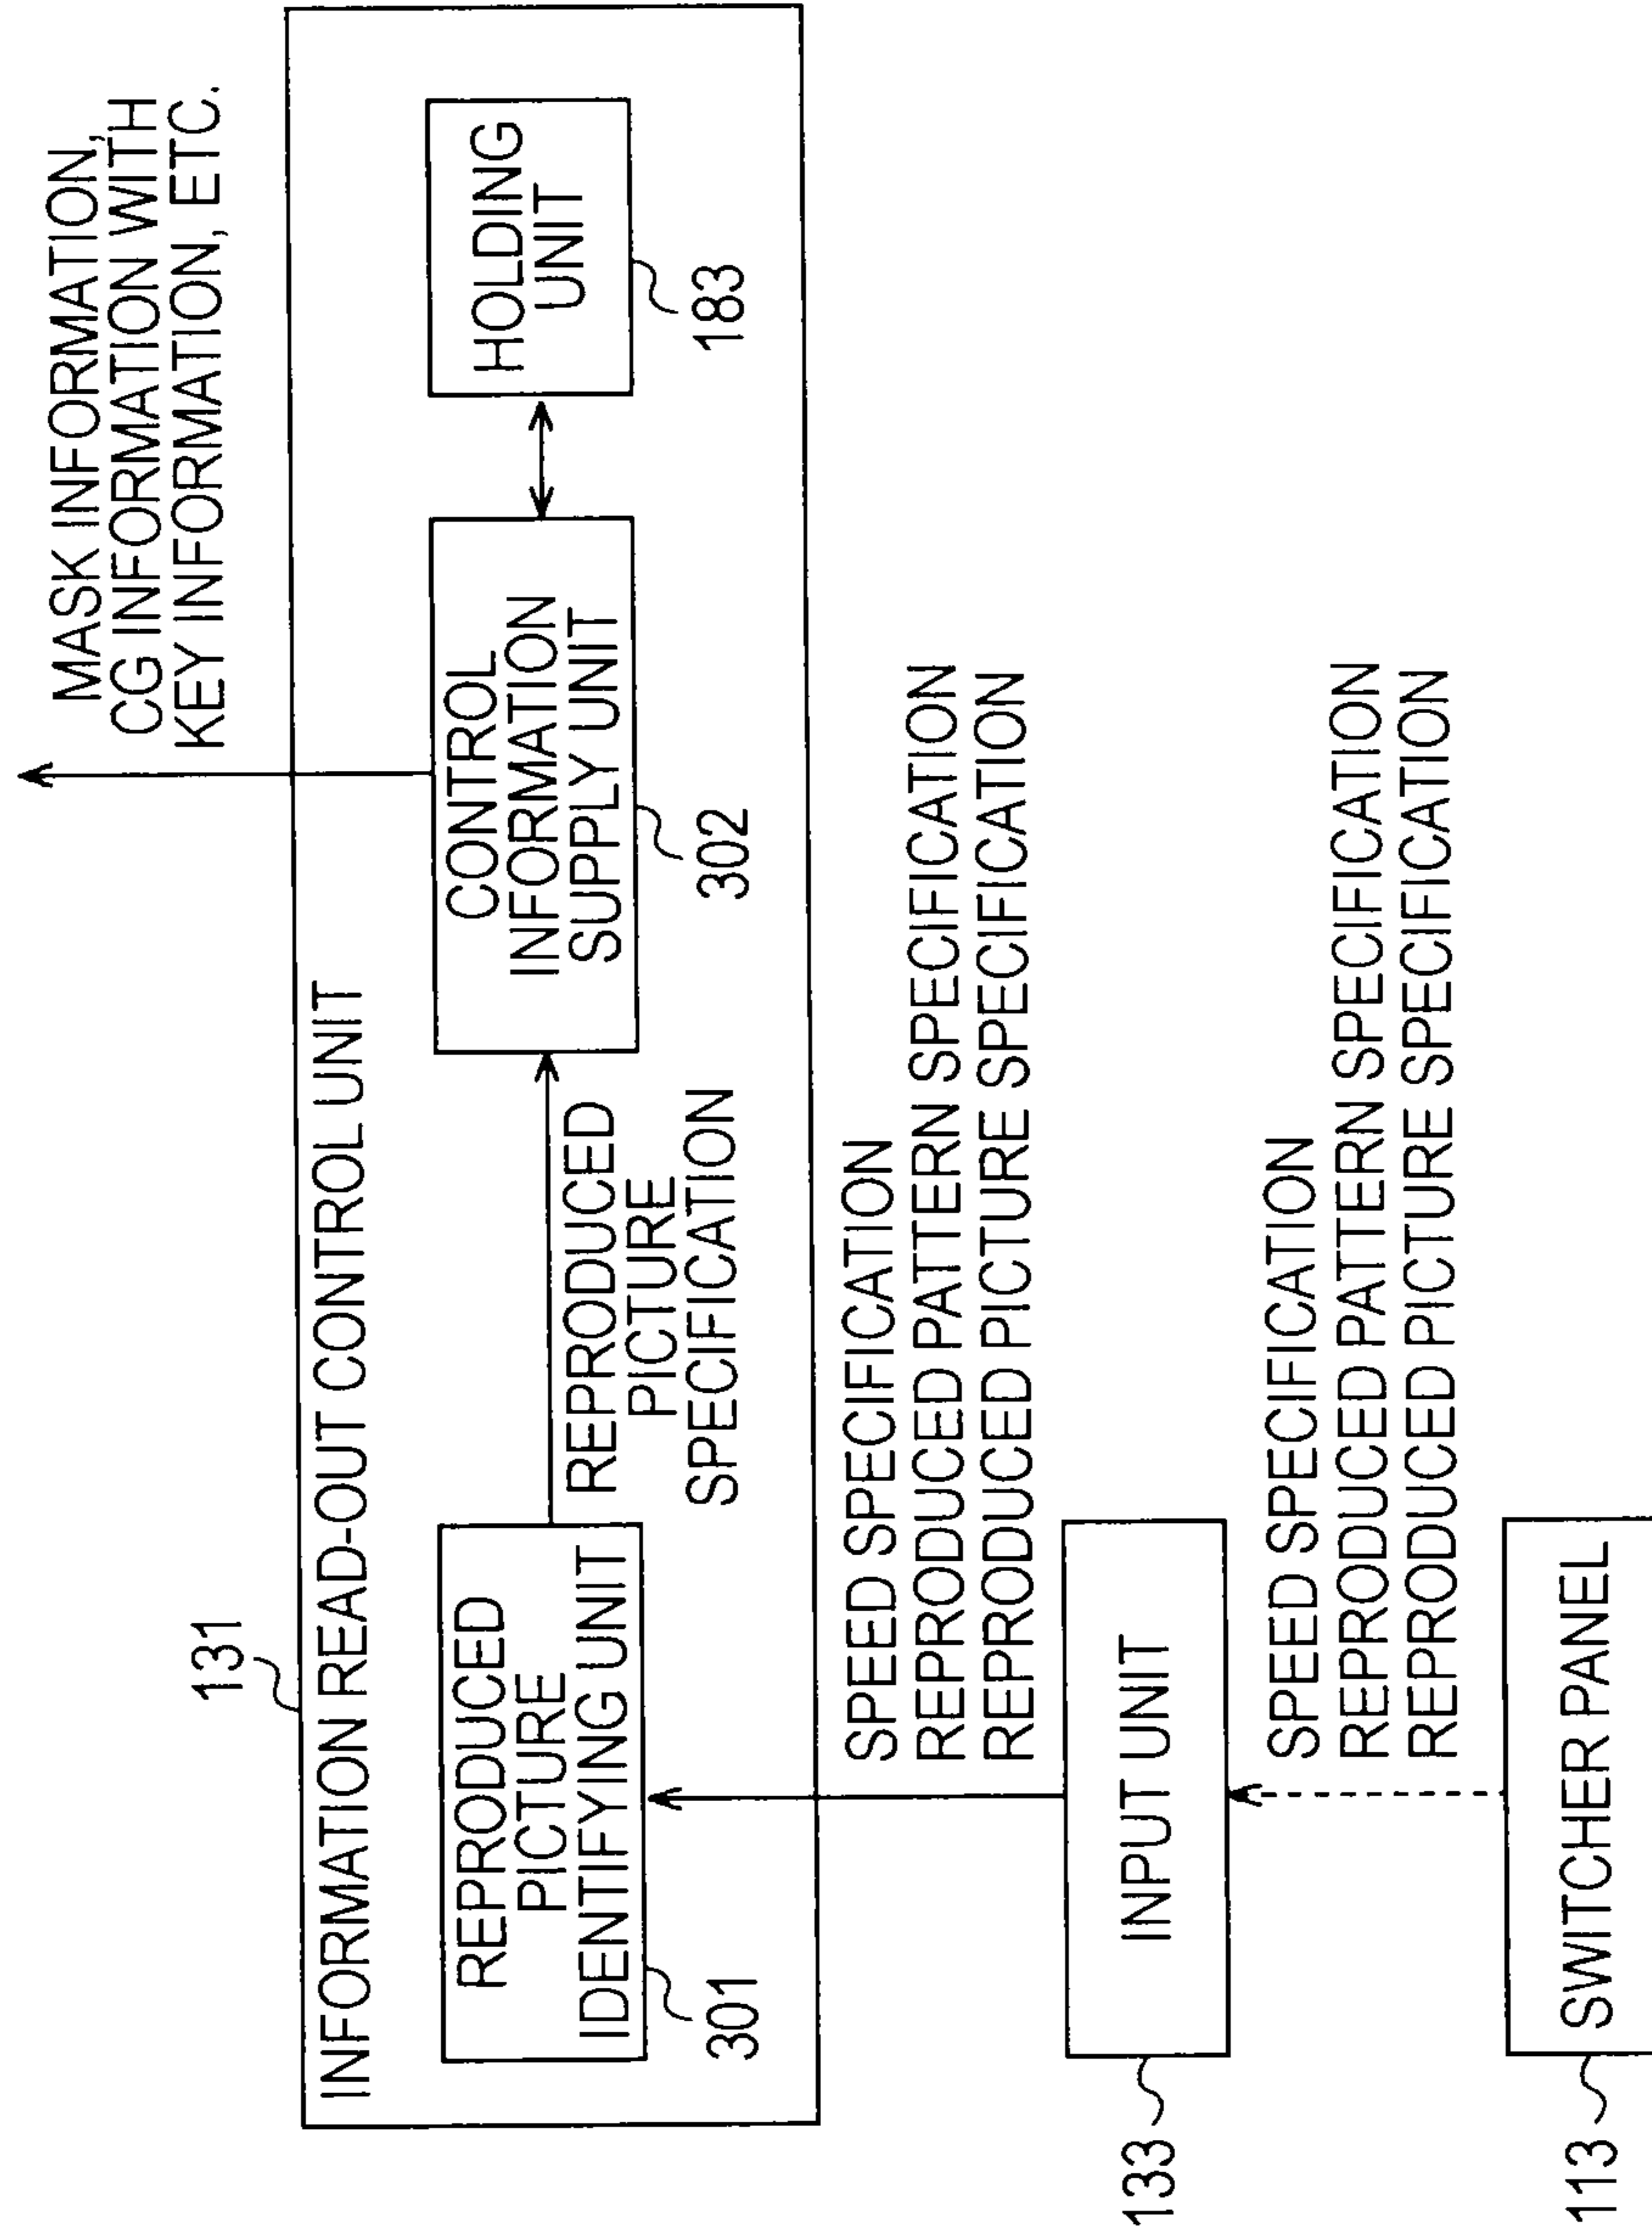 MASK INFORMATION,
CG INFORMATION WITH
KEY INFORMATION, ETC.
131
INFORMATION READ-OUT CONTROL UNIT
REPRODUCED
PICTURE
IDENTIFYING UNIT
301
REPRODUCED
PICTURE
SPECIFICATION
CONTROL
INFORMATION
SUPPLY UNIT
302
HOLDING
UNIT
183
SPEED SPECIFICATION
REPRODUCED PATTERN SPECIFICATION
REPRODUCED PICTURE SPECIFICATION
133
INPUT UNIT
SPEED SPECIFICATION
REPRODUCED PATTERN SPECIFICATION
REPRODUCED PICTURE SPECIFICATION
113
SWITCHER PANEL